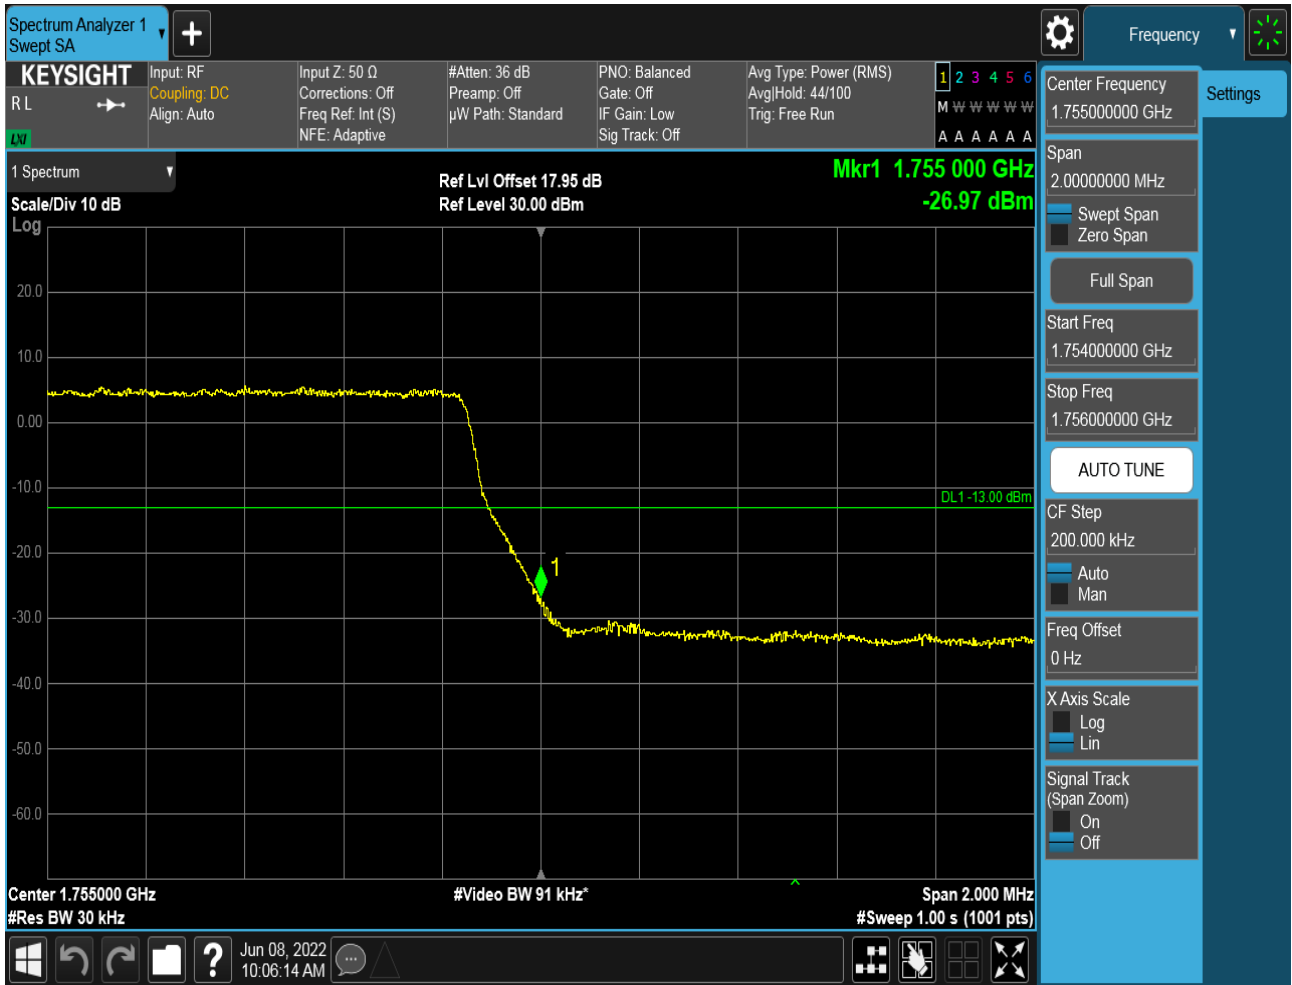 Spectrum Analyzer 1
Swept SA
Frequency
KEYSIGHT
R L
LXI
Input: RF
Coupling: DC
Align: Auto
Input Z: 50 Ω
Corrections: Off
Freq Ref: Int (S)
NFE: Adaptive
#Atten: 36 dB
Preamp: Off
µW Path: Standard
PNO: Balanced
Gate: Off
IF Gain: Low
Sig Track: Off
Avg Type: Power (RMS)
Avg|Hold: 44/100
Trig: Free Run
1 2 3 4 5 6
M W W W W W
A A A A A A
1 Spectrum
Scale/Div 10 dB
Log
Ref Lvl Offset 17.95 dB
Ref Level 30.00 dBm
Mkr1 1.755 000 GHz
-26.97 dBm
20.0
10.0
0.00
-10.0
-20.0
-30.0
-40.0
-50.0
-60.0
DL1 -13.00 dBm
1
Center 1.755000 GHz
#Res BW 30 kHz
#Video BW 91 kHz*
Span 2.000 MHz
#Sweep 1.00 s (1001 pts)
Jun 08, 2022
10:06:14 AM
?
Center Frequency
1.755000000 GHz
Settings
Span
2.00000000 MHz
Swept Span
Zero Span
Full Span
Start Freq
1.754000000 GHz
Stop Freq
1.756000000 GHz
AUTO TUNE
CF Step
200.000 kHz
Auto
Man
Freq Offset
0 Hz
X Axis Scale
Log
Lin
Signal Track
(Span Zoom)
On
Off